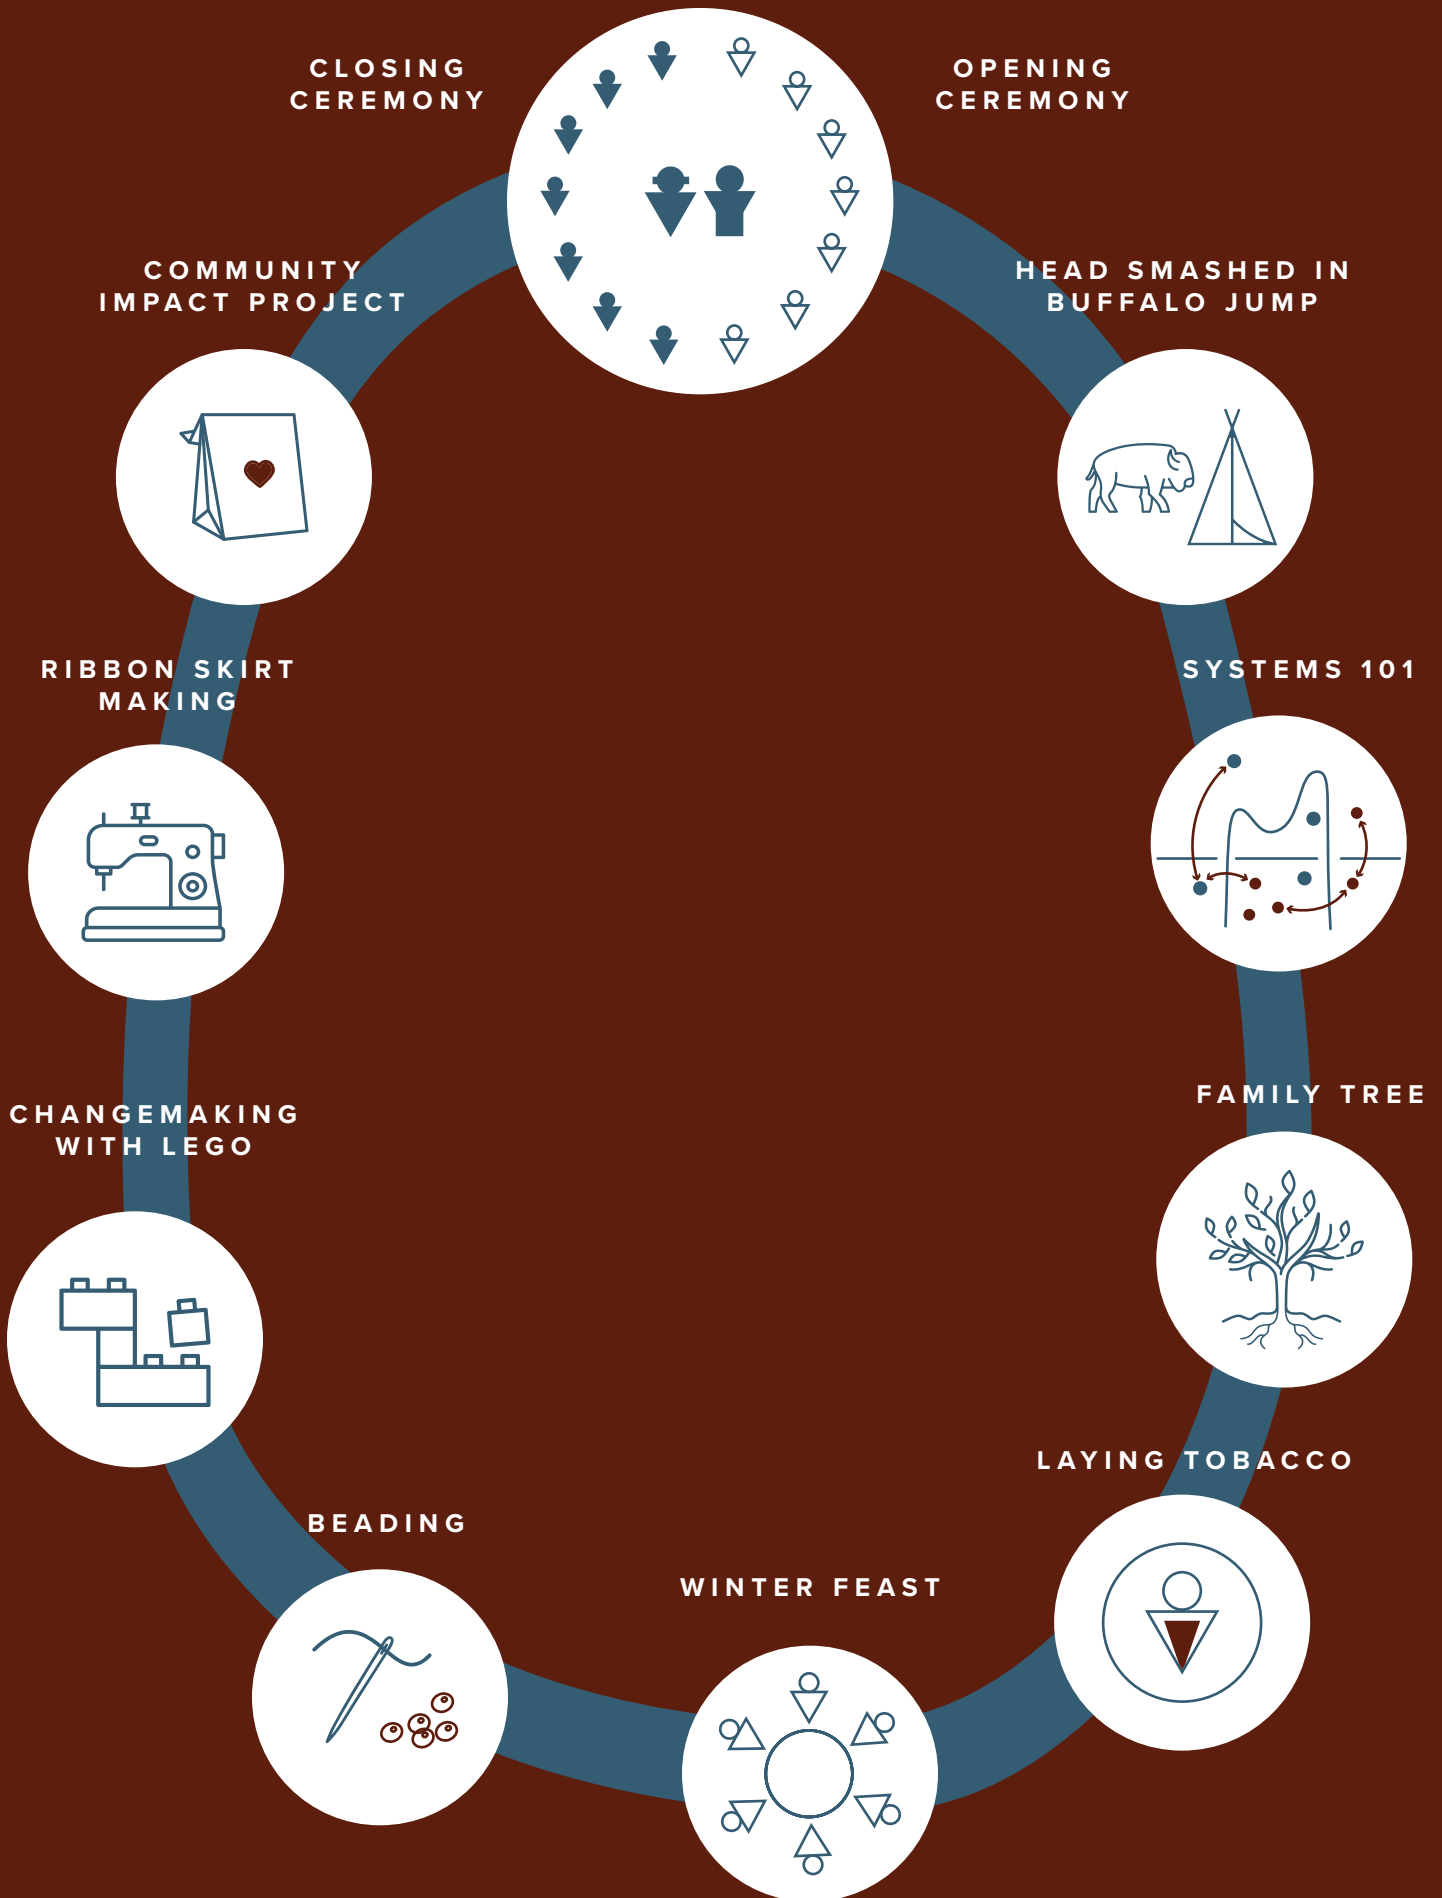 CLOSING
CEREMONY
OPENING
CEREMONY
COMMUNITY
IMPACT PROJECT
HEAD SMASHED IN
BUFFALO JUMP
RIBBON SKIRT
MAKING
SYSTEMS 101
CHANGEMAKING
WITH LEGO
FAMILY TREE
LAYING TOBACCO
BEADING
WINTER FEAST